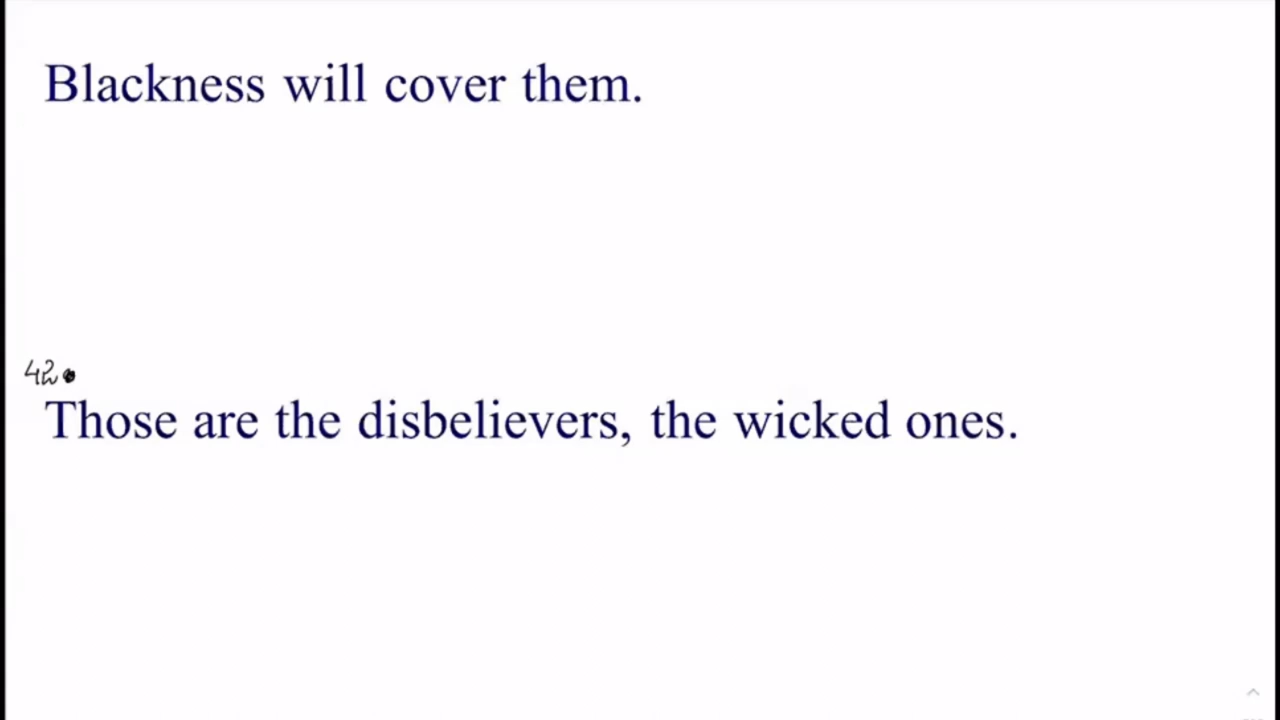 Blackness will cover them.
42.
Those are the disbelievers, the wicked ones.